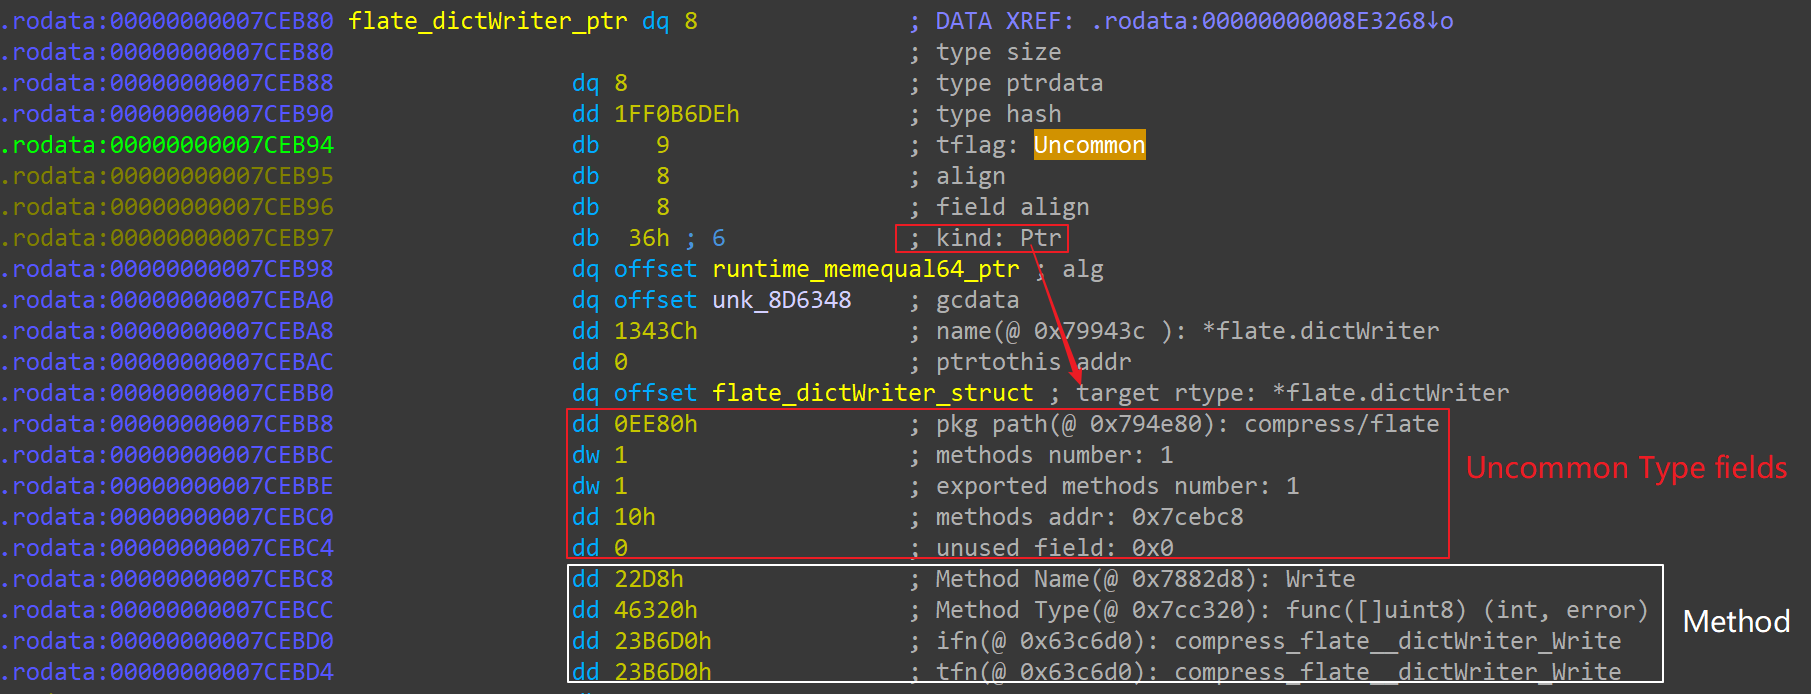 .rodata:00000000007CEB80 flate_dictWriter_ptr dq 8 ; DATA XREF: .rodata:00000000008E3268↓o
.rodata:00000000007CEB80 ; type size
.rodata:00000000007CEB88 dq 8 ; type ptrdata
.rodata:00000000007CEB90 dd 1FF0B6DEh ; type hash
.rodata:00000000007CEB94 db 9 ; tflag: Uncommon
.rodata:00000000007CEB95 db 8 ; align
.rodata:00000000007CEB96 db 8 ; field align
.rodata:00000000007CEB97 db 36h ; 6 ; kind: Ptr
.rodata:00000000007CEB98 dq offset runtime_memequal64_ptr ; alg
.rodata:00000000007CEBA0 dq offset unk_8D6348 ; gcdata
.rodata:00000000007CEBA8 dd 1343Ch ; name(@ 0x79943c ): *flate.dictWriter
.rodata:00000000007CEBAC dd 0 ; ptrtothis addr
.rodata:00000000007CEBB0 dq offset flate_dictWriter_struct ; target rtype: *flate.dictWriter
.rodata:00000000007CEBB8 dd 0EE80h ; pkg path(@ 0x794e80): compress/flate
.rodata:00000000007CEBBC dw 1 ; methods number: 1
Uncommon Type fields
.rodata:00000000007CEBBE dw 1 ; exported methods number: 1
.rodata:00000000007CEBC0 dd 10h ; methods addr: 0x7cebc8
.rodata:00000000007CEBC4 dd 0 ; unused field: 0x0
.rodata:00000000007CEBC8 dd 22D8h ; Method Name(@ 0x7882d8): Write
.rodata:00000000007CEBCC dd 46320h ; Method Type(@ 0x7cc320): func([]uint8) (int, error)
Method
.rodata:00000000007CEBD0 dd 23B6D0h ; ifn(@ 0x63c6d0): compress_flate__dictWriter_Write
.rodata:00000000007CEBD4 dd 23B6D0h ; tfn(@ 0x63c6d0): compress_flate__dictWriter_Write